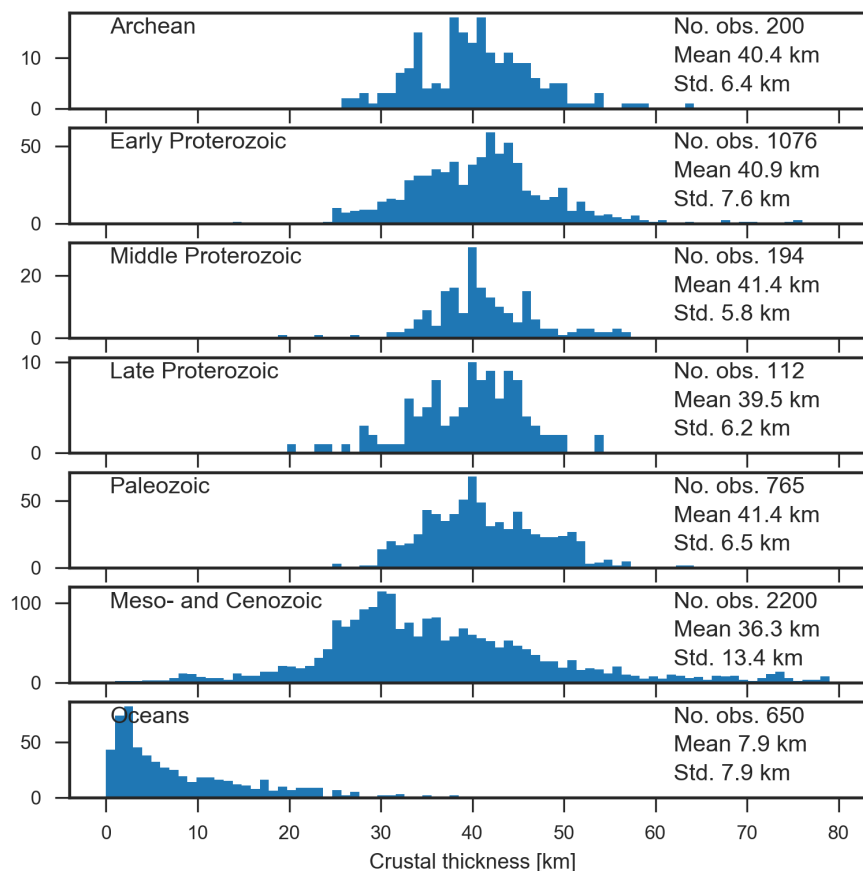 Archean
No. obs. 200
Mean 40.4 km
Std. 6.4 km
10
0
Early Proterozoic
No. obs. 1076
Mean 40.9 km
Std. 7.6 km
50
0
Middle Proterozoic
No. obs. 194
Mean 41.4 km
Std. 5.8 km
20
0
Late Proterozoic
No. obs. 112
Mean 39.5 km
Std. 6.2 km
10
5
0
Paleozoic
No. obs. 765
Mean 41.4 km
Std. 6.5 km
50
0
Meso- and Cenozoic
No. obs. 2200
Mean 36.3 km
Std. 13.4 km
100
0
Oceans
No. obs. 650
Mean 7.9 km
Std. 7.9 km
50
0
0 10 20 30 40 50 60 70 80
Crustal thickness [km]